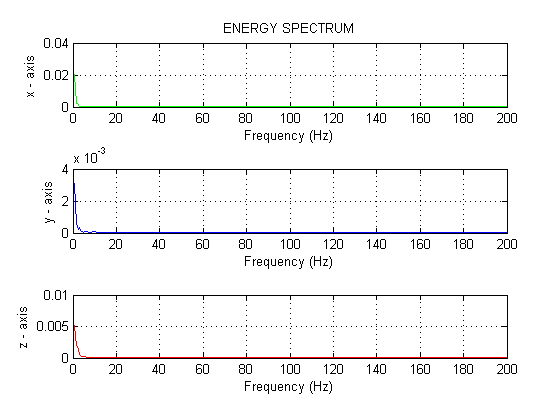 ENERGY SPECTRUM
0.04
0.02
0
x - axis
0 20 40 60 80 100 120 140 160 180 200
Frequency (Hz)
x 10^-3
4
2
0
y - axis
0 20 40 60 80 100 120 140 160 180 200
Frequency (Hz)
0.01
0.005
0
z - axis
0 20 40 60 80 100 120 140 160 180 200
Frequency (Hz)